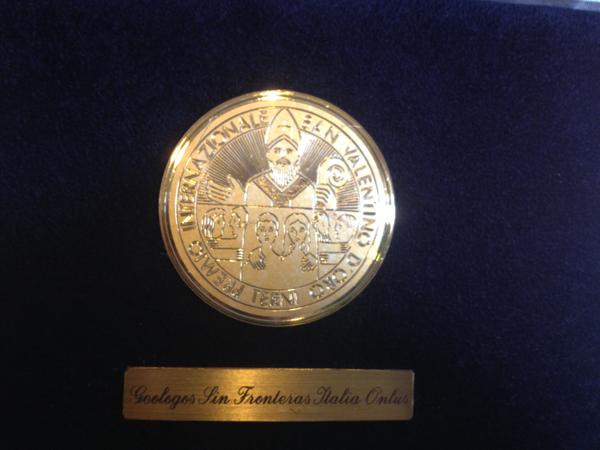 PREMIO INTERNAZIONALE SAN VALENTINO D'ORO TERNI
Geologos Sin Fronteras Italia Onlus